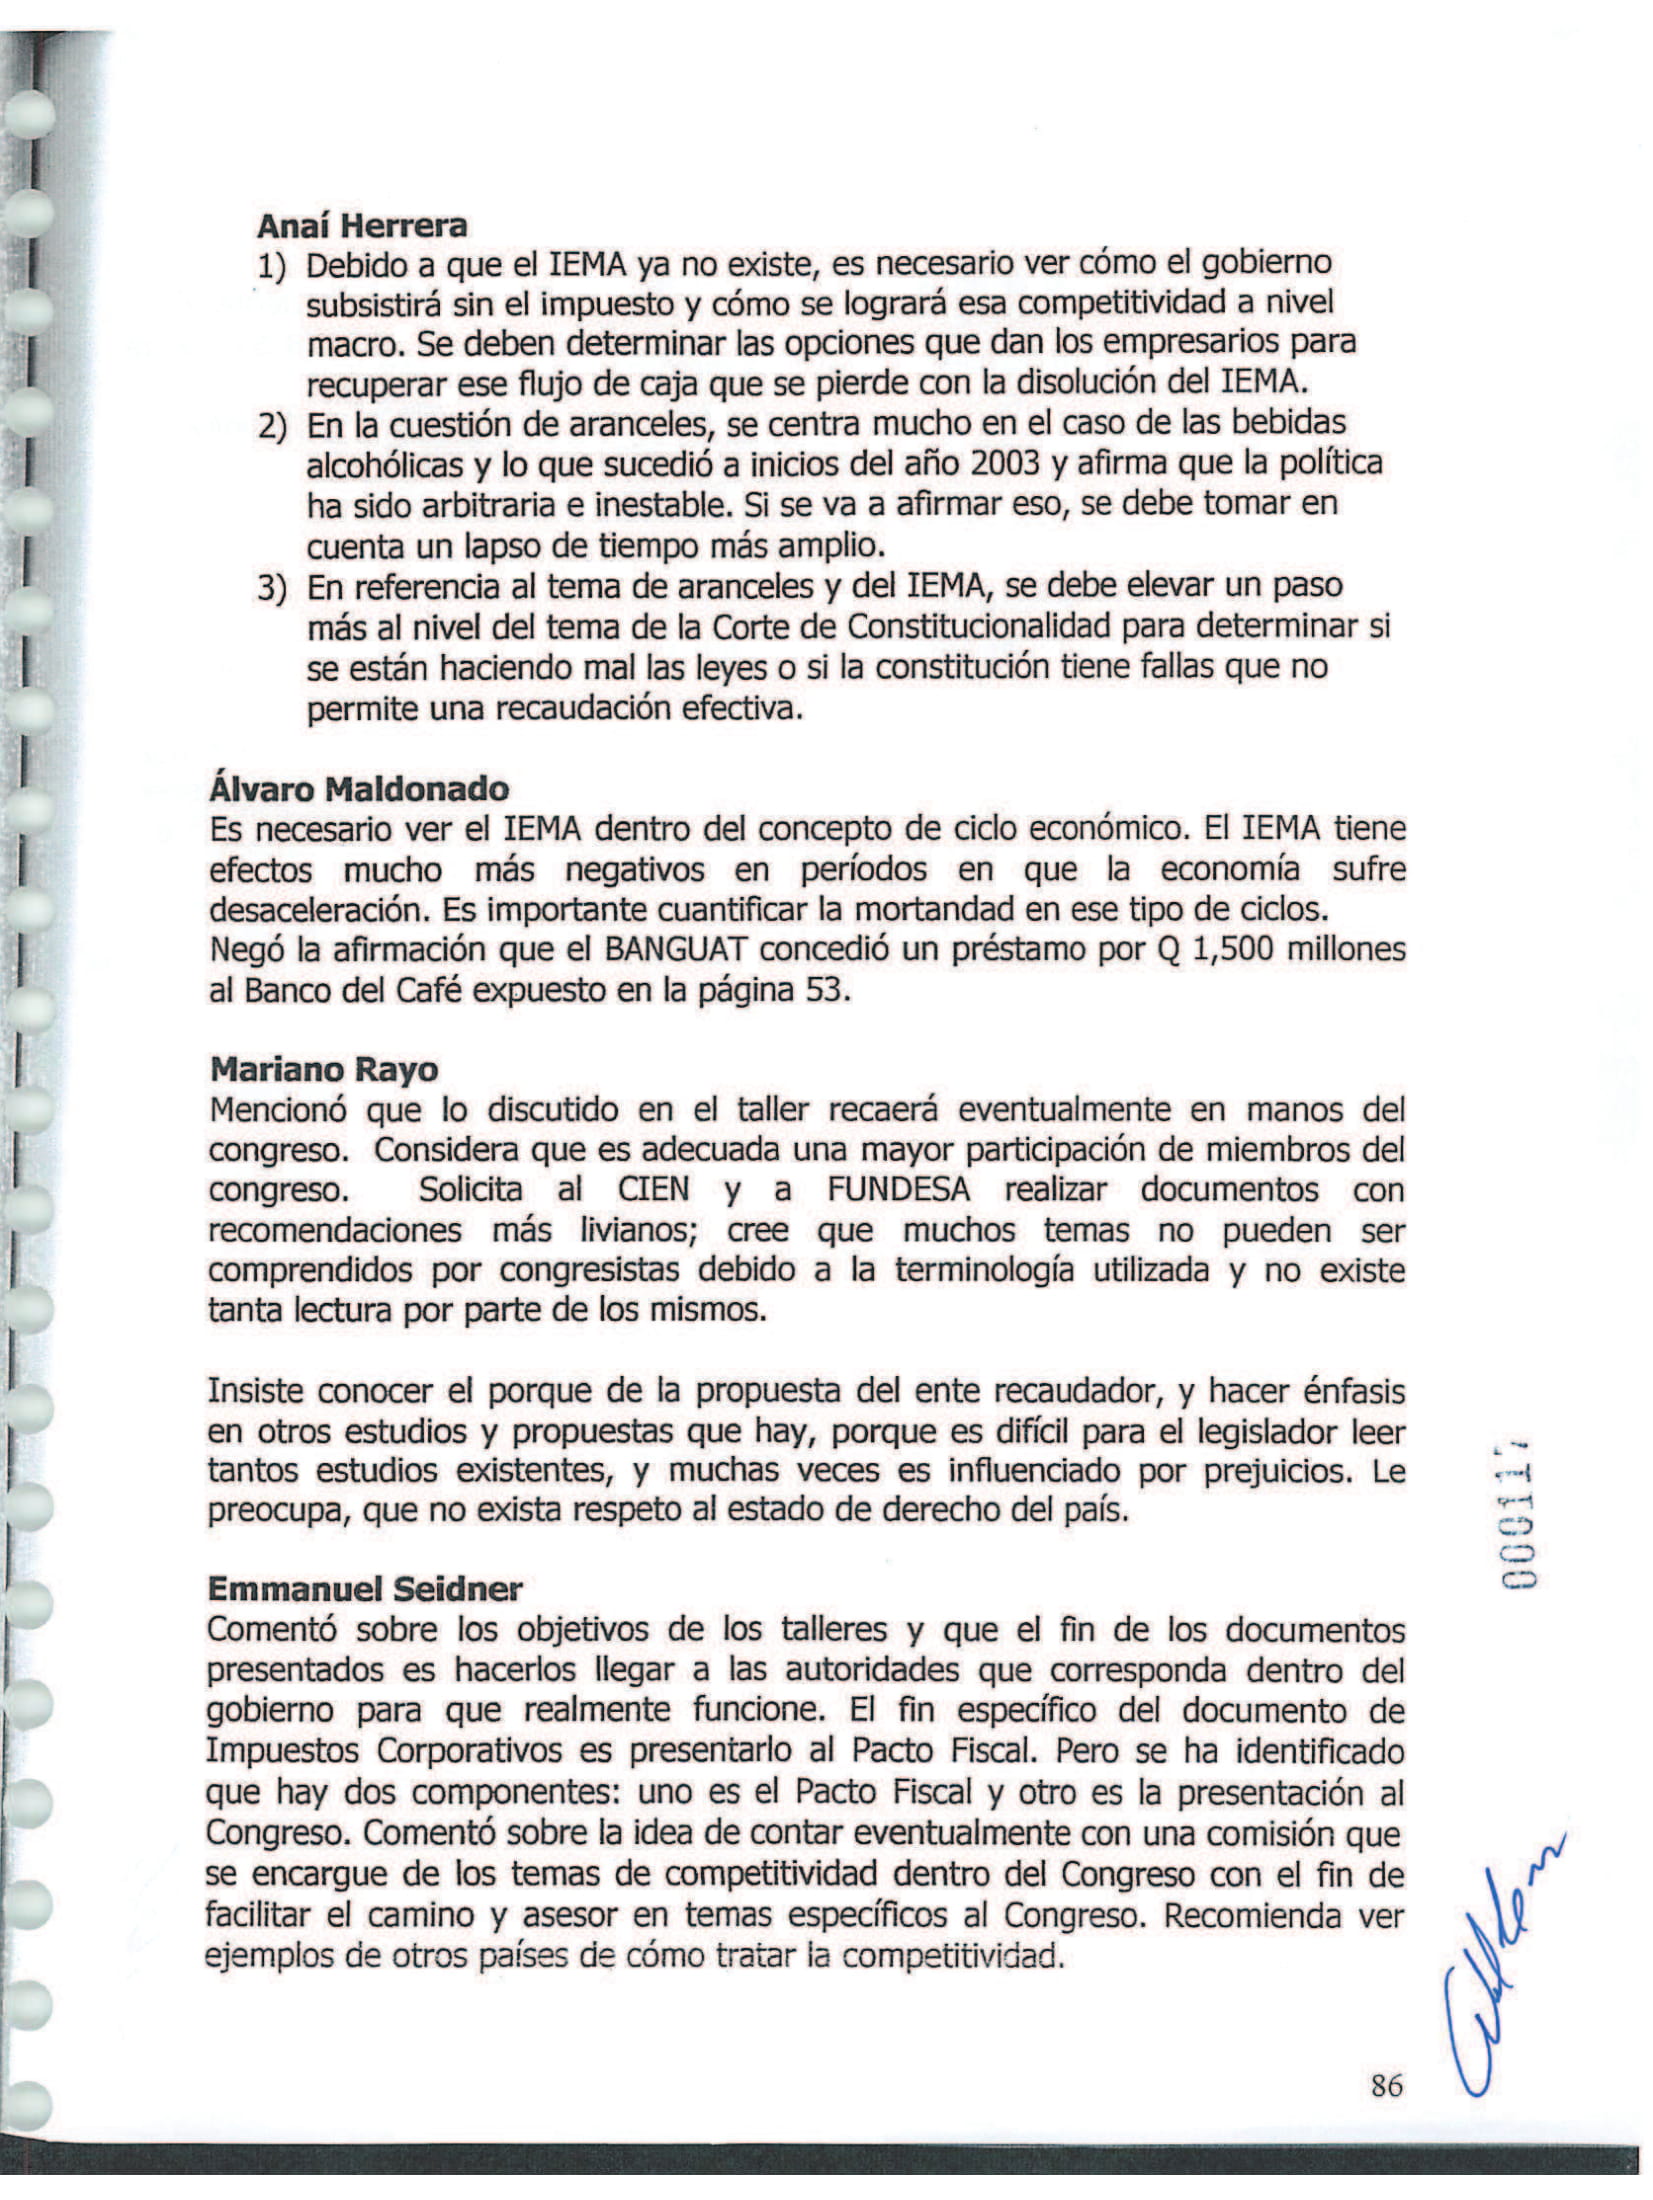 Anaí Herrera
1) Debido a que el IEMA ya no existe, es necesario ver cómo el gobierno
subsistirá sin el impuesto y cómo se logrará esa competitividad a nivel
macro. Se deben determinar las opciones que dan los empresarios para
recuperar ese flujo de caja que se pierde con la disolución del IEMA.
2) En la cuestión de aranceles, se centra mucho en el caso de las bebidas
alcohólicas y lo que sucedió a inicios del año 2003 y afirma que la política
ha sido arbitraria e inestable. Si se va a afirmar eso, se debe tomar en
cuenta un lapso de tiempo más amplio.
3) En referencia al tema de aranceles y del IEMA, se debe elevar un paso
más al nivel del tema de la Corte de Constitucionalidad para determinar si
se están haciendo mal las leyes o si la constitución tiene fallas que no
permite una recaudación efectiva.
Álvaro Maldonado
Es necesario ver el IEMA dentro del concepto de ciclo económico. El IEMA tiene
efectos mucho más negativos en períodos en que la economía sufre
desaceleración. Es importante cuantificar la mortandad en ese tipo de ciclos.
Negó la afirmación que el BANGUAT concedió un préstamo por Q 1,500 millones
al Banco del Café expuesto en la página 53.
Mariano Rayo
Mencionó que lo discutido en el taller recaerá eventualmente en manos del
congreso. Considera que es adecuada una mayor participación de miembros del
congreso. Solicita al CIEN y a FUNDESA realizar documentos con
recomendaciones más livianos; cree que muchos temas no pueden ser
comprendidos por congresistas debido a la terminología utilizada y no existe
tanta lectura por parte de los mismos.
Insiste conocer el porque de la propuesta del ente recaudador, y hacer énfasis
en otros estudios y propuestas que hay, porque es difícil para el legislador leer
tantos estudios existentes, y muchas veces es influenciado por prejuicios. Le
preocupa, que no exista respeto al estado de derecho del país.
Emmanuel Seidner
Comentó sobre los objetivos de los talleres y que el fin de los documentos
presentados es hacerlos llegar a las autoridades que corresponda dentro del
gobierno para que realmente funcione. El fin específico del documento de
Impuestos Corporativos es presentarlo al Pacto Fiscal. Pero se ha identificado
que hay dos componentes: uno es el Pacto Fiscal y otro es la presentación al
Congreso. Comentó sobre la idea de contar eventualmente con una comisión que
se encargue de los temas de competitividad dentro del Congreso con el fin de
facilitar el camino y asesor en temas específicos al Congreso. Recomienda ver
ejemplos de otros países de cómo tratar la competitividad.
000117
86